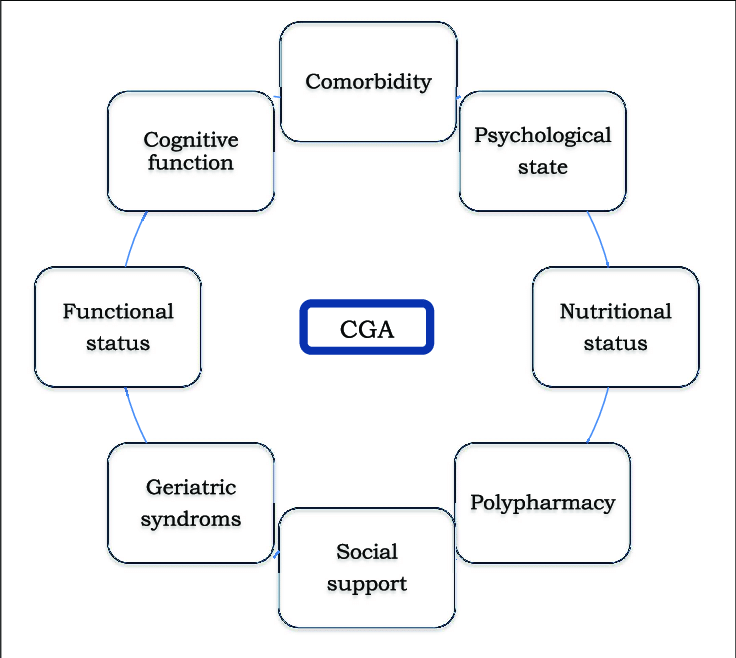 Comorbidity
Psychological
state
Nutritional
status
Polypharmacy
Social
support
Geriatric
syndroms
Functional
status
Cognitive
function
CGA